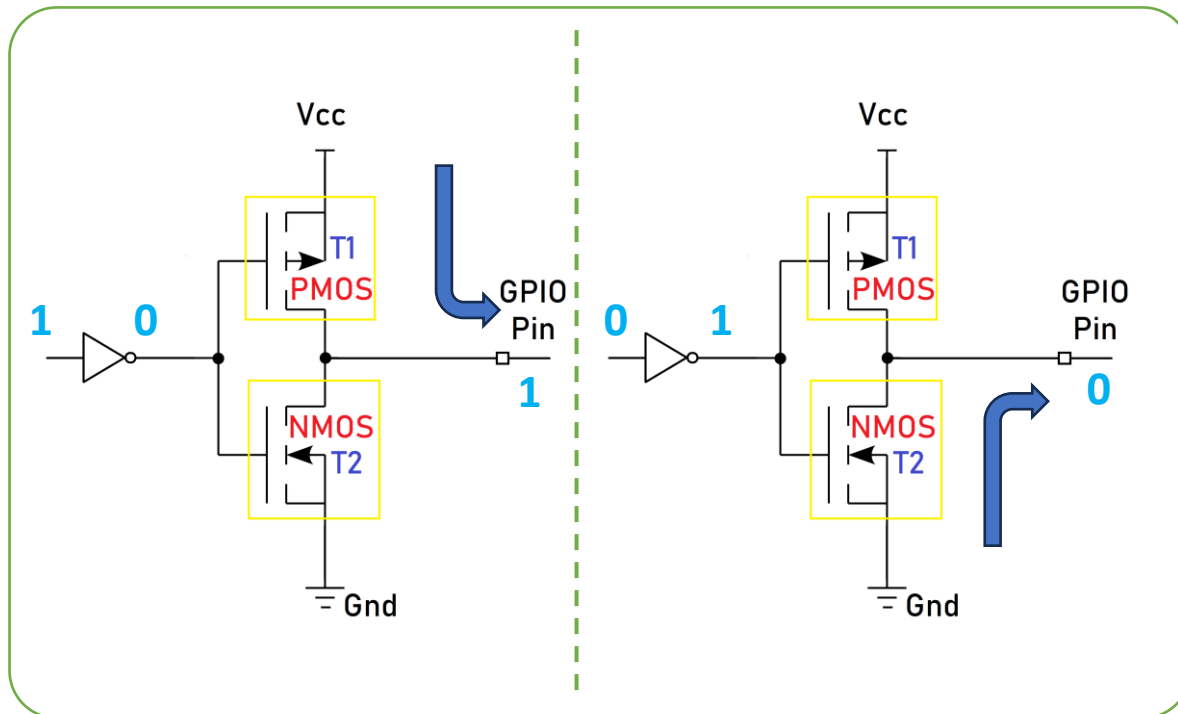 Vcc
T1
PMOS
1
0
GPIO
Pin
1
NMOS
T2
Gnd
Vcc
T1
PMOS
0
1
GPIO
Pin
0
NMOS
T2
Gnd